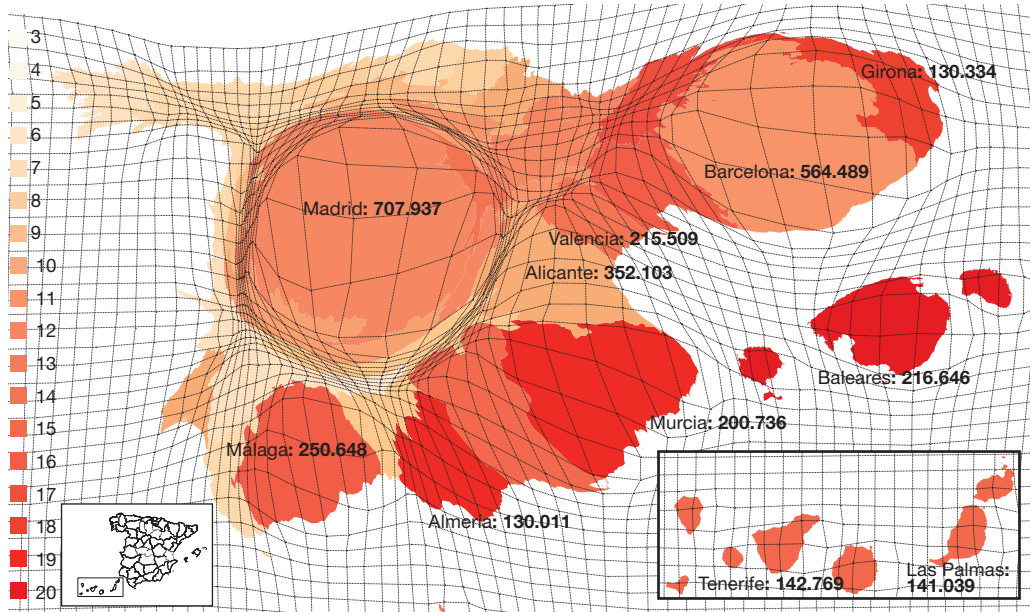 3
4
5
6
7
8
9
10
11
12
13
14
15
16
17
18
19
20
Girona: 130.334
Barcelona: 564.489
Madrid: 707.937
Valencia: 215.509
Alicante: 352.103
Baleares: 216.646
Murcia: 200.736
Málaga: 250.648
Almería: 130.011
Tenerife: 142.769
Las Palmas:
141.039